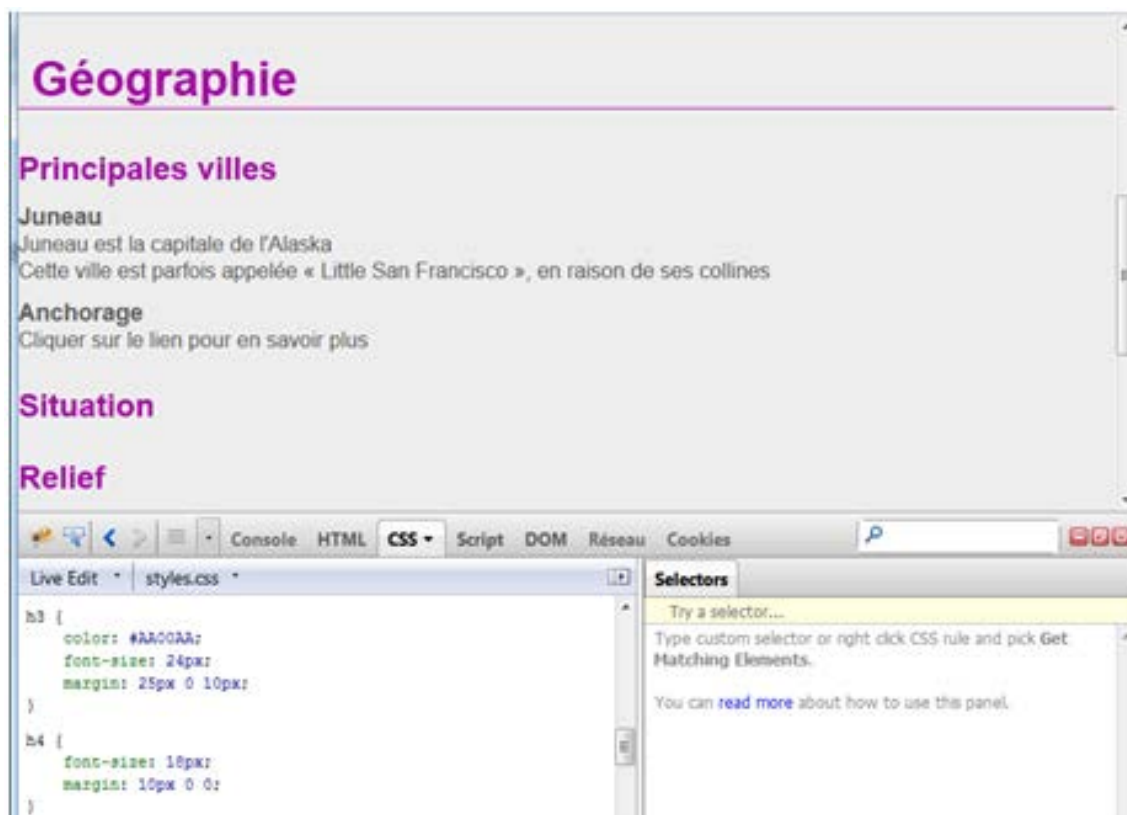 Géographie
Principales villes
Juneau
Juneau est la capitale de l'Alaska
Cette ville est parfois appelée « Little San Francisco », en raison de ses collines
Anchorage
Cliquer sur le lien pour en savoir plus
Situation
Relief
Console HTML CSS Script DOM Réseau Cookies
Live Edit styles.css
h3 {
color: #AA00AA;
font-size: 24px;
margin: 25px 0 10px;
}
h4 {
font-size: 18px;
margin: 10px 0 0;
}
Selectors
Try a selector...
Type custom selector or right click CSS rule and pick Get
Matching Elements.
You can read more about how to use this panel.